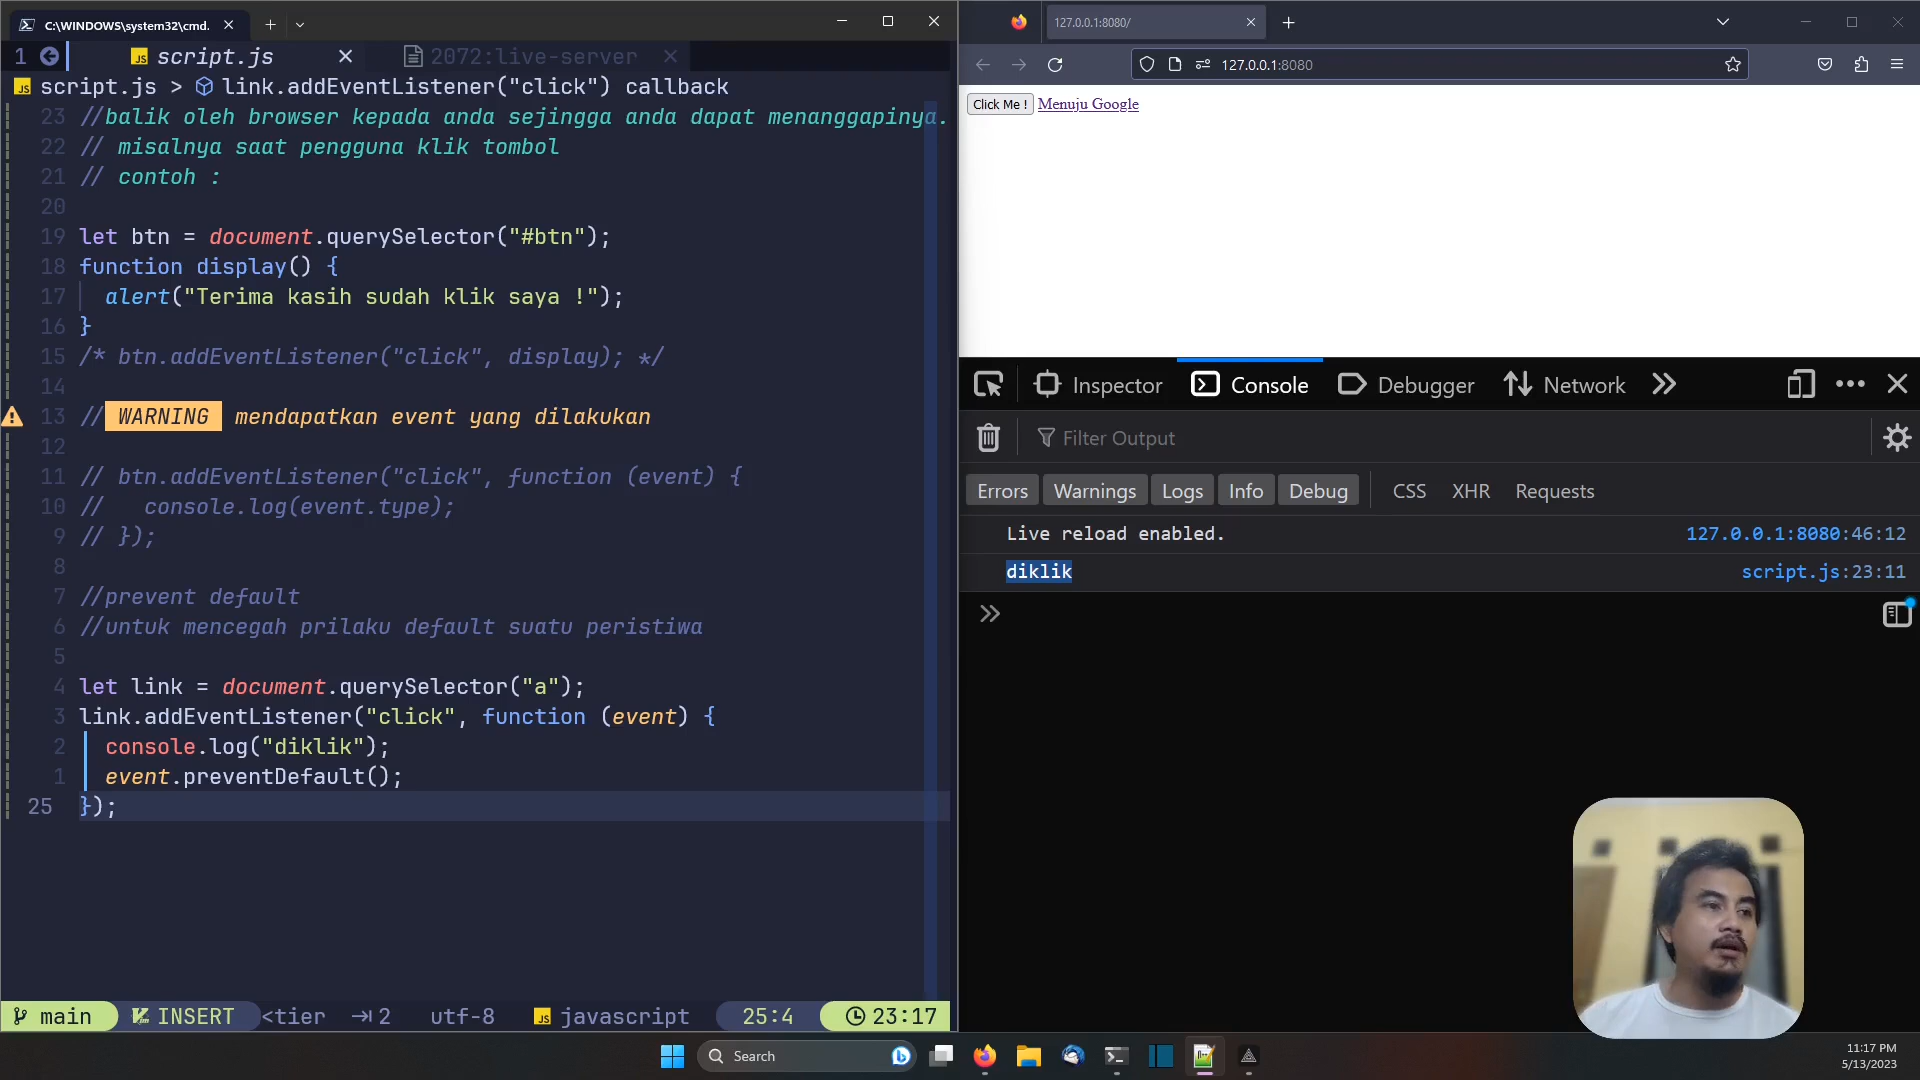 C:\WINDOWS\system32\cmd.
1 script.js 2072:live-server
script.js > link.addEventListener("click") callback
23 //balik oleh browser kepada anda sejingga anda dapat menanggapinya.
22 // misalnya saat pengguna klik tombol
21 // contoh :
20
19 let btn = document.querySelector("#btn");
18 function display() {
17 alert("Terima kasih sudah klik saya !");
16 }
15 /* btn.addEventListener("click", display); */
14
13 // WARNING mendapatkan event yang dilakukan
12
11 // btn.addEventListener("click", function (event) {
10 //   console.log(event.type);
9 // });
8
7 //prevent default
6 //untuk mencegah prilaku default suatu peristiwa
5
4 let link = document.querySelector("a");
3 link.addEventListener("click", function (event) {
2 console.log("diklik");
1 event.preventDefault();
25 });
main INSERT <tier 2 utf-8 javascript 25:4 23:17
127.0.0.1:8080/
127.0.0.1:8080
Click Me ! Menuju Google
Inspector Console Debugger Network
Filter Output
Errors Warnings Logs Info Debug CSS XHR Requests
Live reload enabled. 127.0.0.1:8080:46:12
diklik script.js:23:11
Search
11:17 PM
5/13/2023